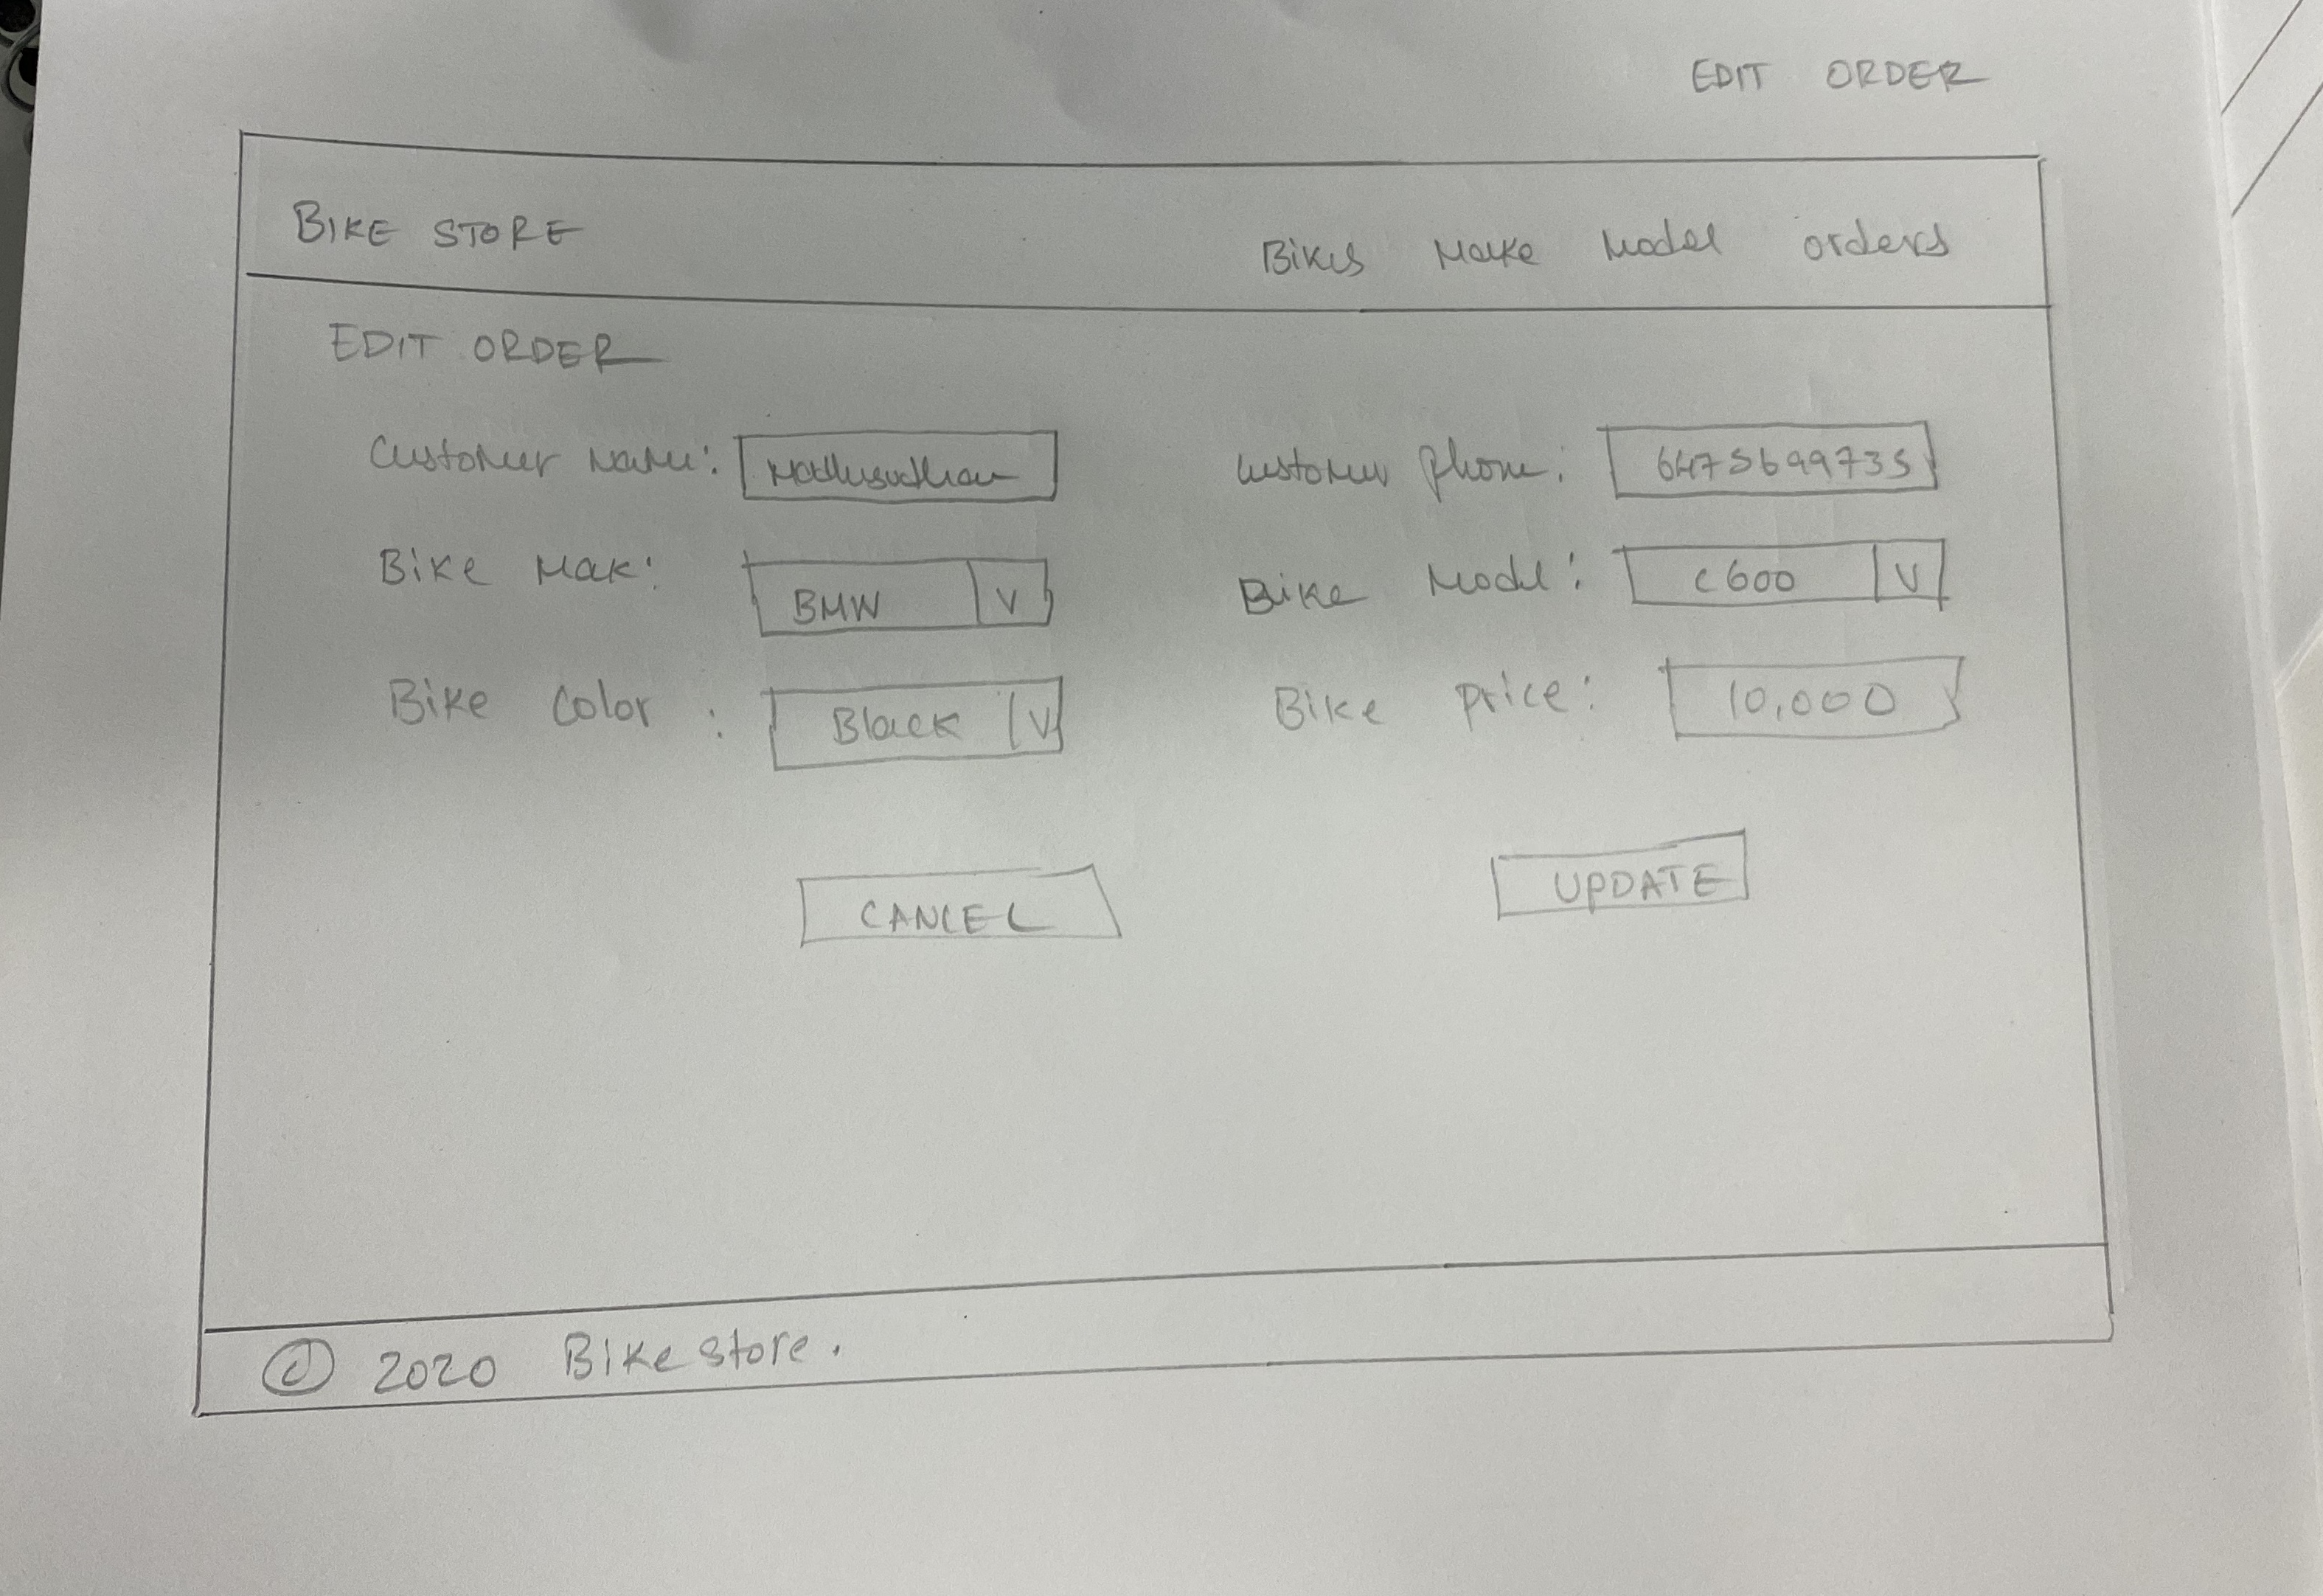 EDIT ORDER
BIKE STORE Bikes Make Model orders
EDIT ORDER
Customer name: Madhusudhan Customer phone: 6475699735
Bike Mak: BMW V Bike Model: C600 V
Bike Color : Black V Bike Price: 10,000
CANCEL UPDATE
© 2020 Bike store.